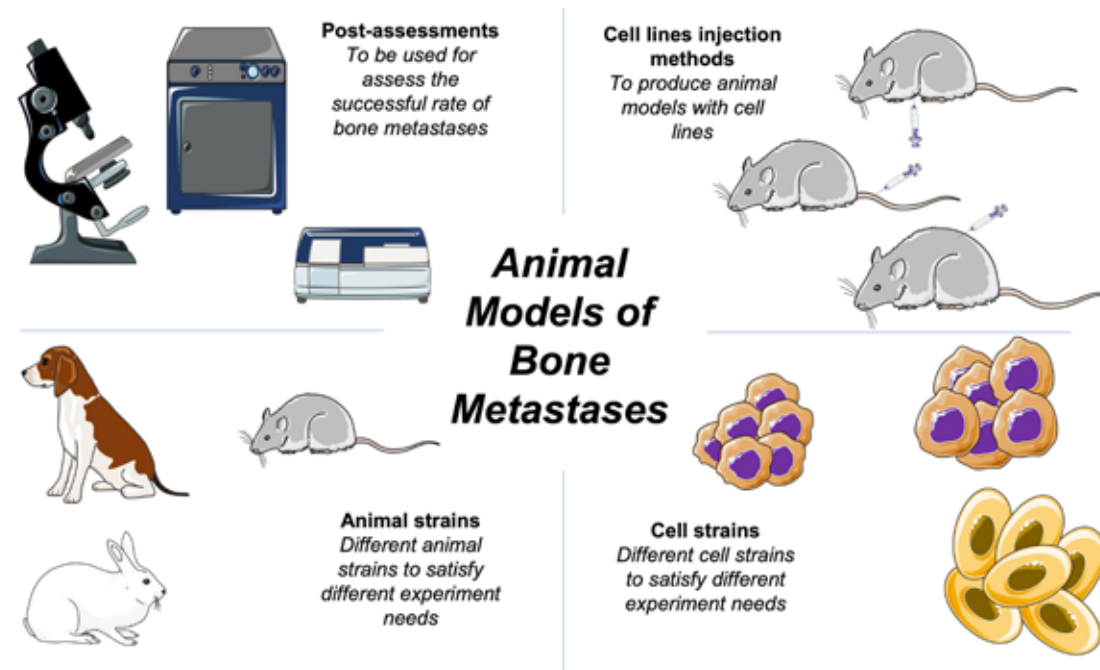 Post-assessments
To be used for
assess the
successful rate of
bone metastases
Cell lines injection
methods
To produce animal
models with cell
lines
Animal
Models of
Bone
Metastases
Animal strains
Different animal
strains to satisfy
different experiment
needs
Cell strains
Different cell strains
to satisfy different
experiment needs